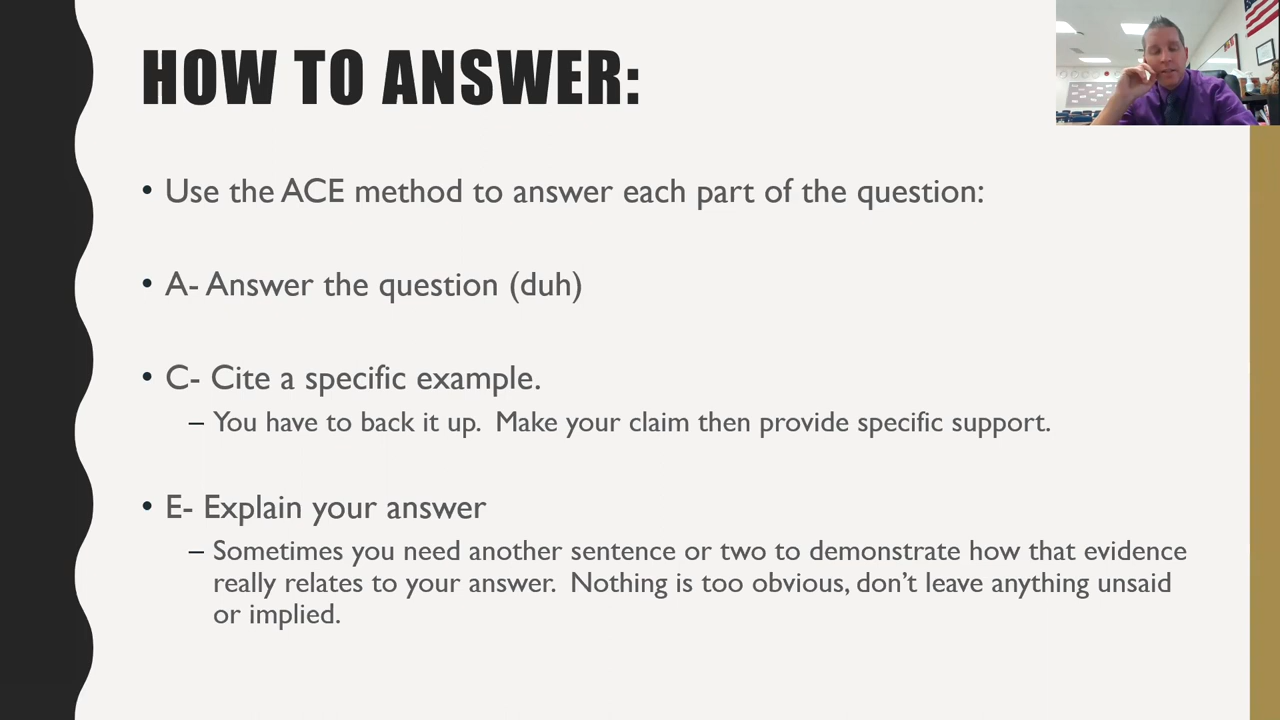 HOW TO ANSWER:
• Use the ACE method to answer each part of the question:
• A- Answer the question (duh)
• C- Cite a specific example.
– You have to back it up.  Make your claim then provide specific support.
• E- Explain your answer
– Sometimes you need another sentence or two to demonstrate how that evidence
really relates to your answer.  Nothing is too obvious, don’t leave anything unsaid
or implied.